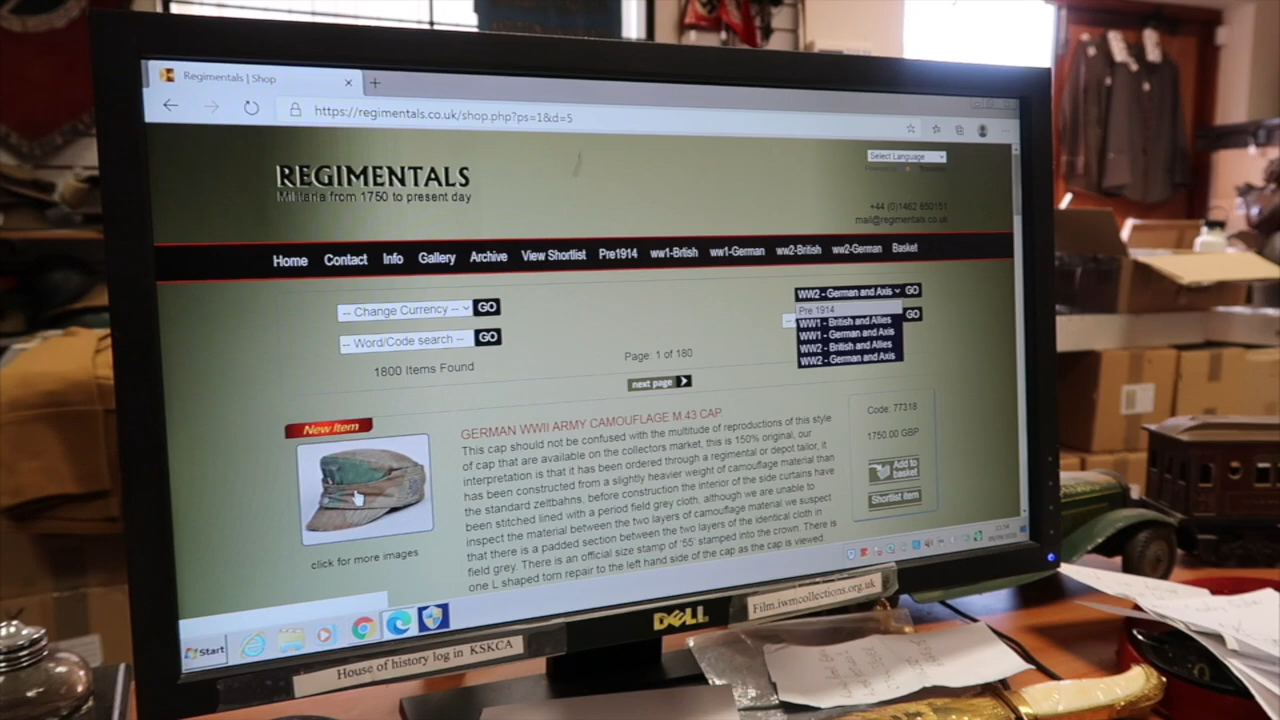 Regimentals | Shop
https://regimentals.co.uk/shop.php?ps=1&d=5
Select Language
REGIMENTALS
Militaria from 1750 to present day
+44 (0)1462 850151
mail@regimentals.co.uk
Home Contact Info Gallery Archive View Shortlist Pre1914 ww1-Brtish ww1-German ww2-British ww2-German Basket
-- Change Currency -- GO
WW2 - German and Axis GO
Pre 1914
GO
WW1 - British and Allies
WW1 - German and Axis
WW2 - British and Allies
WW2 - German and Axis
-- Word/Code search -- GO
Page: 1 of 180
1800 Items Found
next page
New Item
GERMAN WWII ARMY CAMOUFLAGE M.43 CAP.
This cap should not be confused with the multitude of reproductions of this style
of cap that are available on the collectors market, this is 150% original, our
interpretation is that it has been ordered through a regimental or depot tailor, it
has been constructed from a slightly heavier weight of camouflage material than
the standard zeltbahns, before construction the interior of the side curtains have
been stitched lined with a period field grey cloth, although we are unable to
inspect the material between the two layers of camouflage material we suspect
that there is a padded section between the two layers of the identical cloth in
field grey. There is an official size stamp of '55' stamped into the crown. There is
one L shaped torn repair to the left hand side of the cap as the cap is viewed.
Code: 77318
1750.00 GBP
Add to
basket
Shortlist item
click for more images
Start
DELL
House of history log in KSKCA
Film.iwmcollections.org.uk